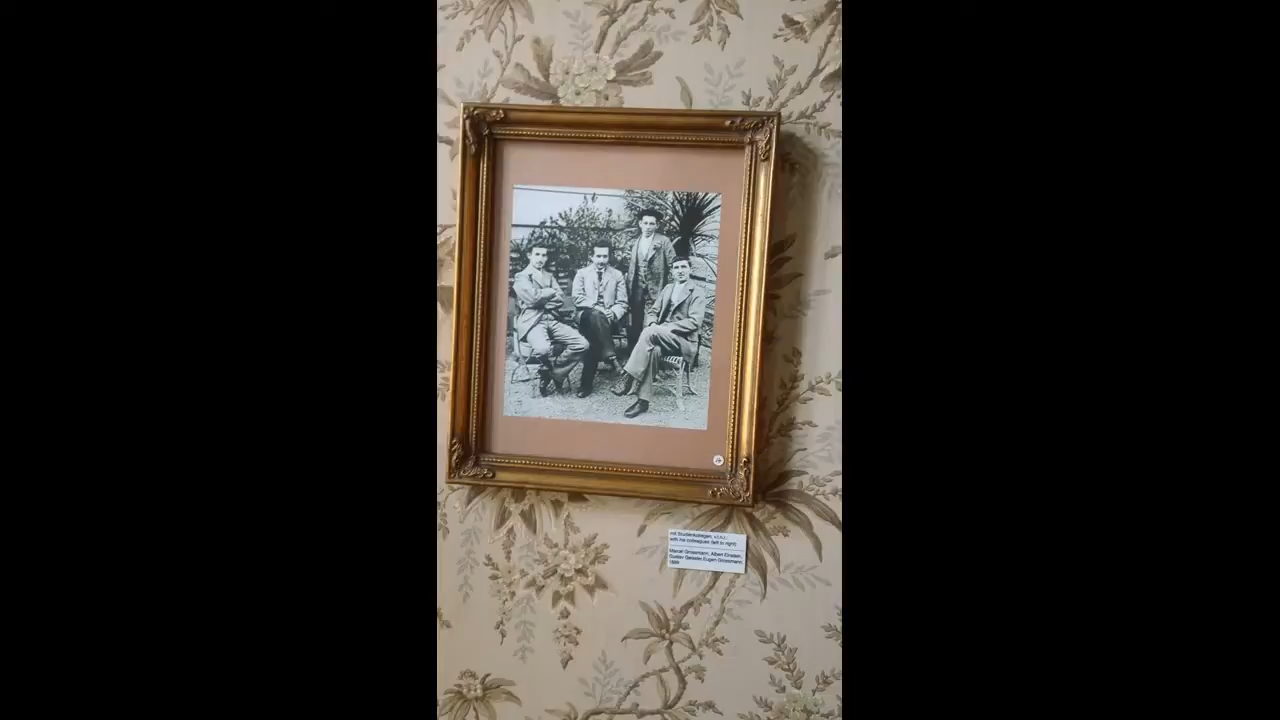 mit Studienkollegen, v.l.n.r.:
with his colleagues (left to right)
Marcel Grossmann, Albert Einstein,
Gustav Geissler, Eugen Grossmann,
1899